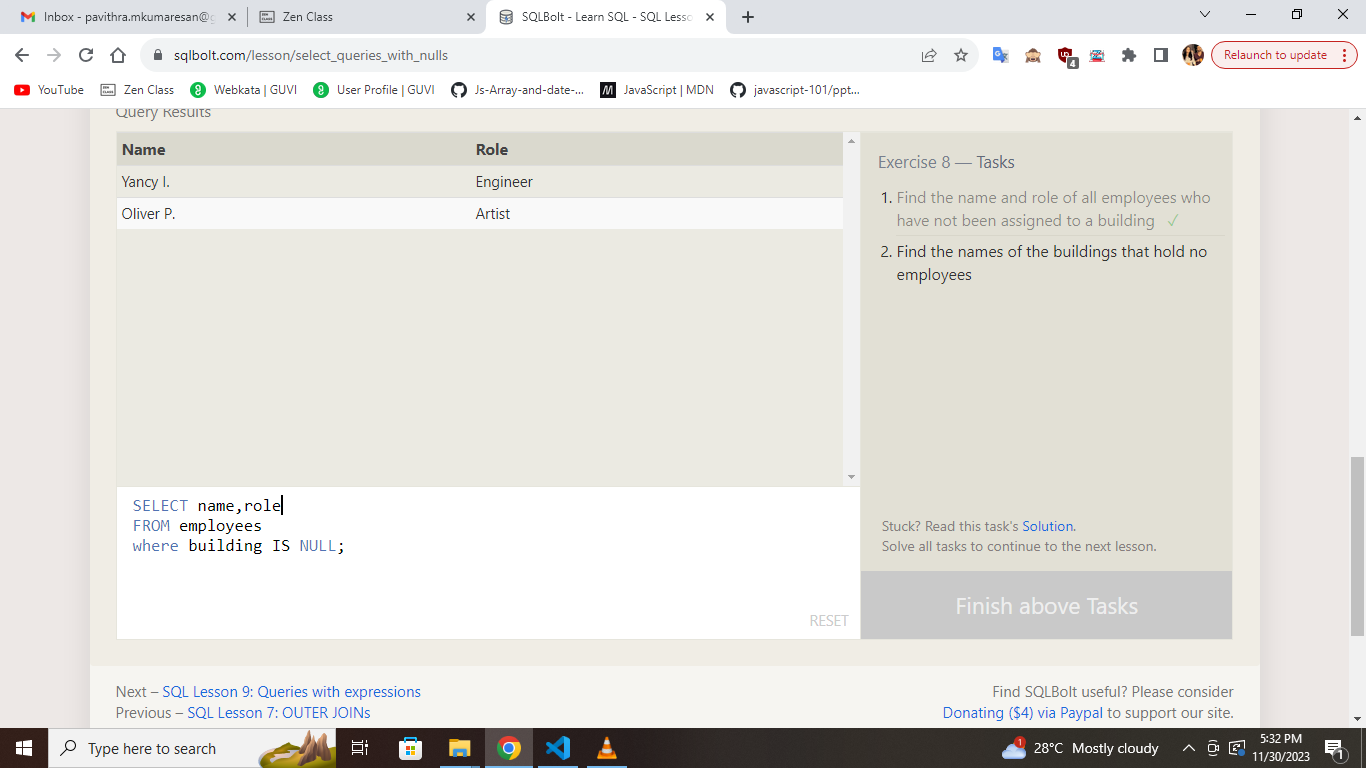 Inbox - pavithra.mkumaresan@g
Zen Class
SQLBolt - Learn SQL - SQL Lesso
sqlbolt.com/lesson/select_queries_with_nulls
4
Relaunch to update
YouTube
Zen Class
Webkata | GUVI
User Profile | GUVI
Js-Array-and-date-...
JavaScript | MDN
javascript-101/ppt...
Query Results
Name Role
Yancy I. Engineer
Oliver P. Artist
Exercise 8 — Tasks
1. Find the name and role of all employees who
have not been assigned to a building ✓
2. Find the names of the buildings that hold no
employees
SELECT name,role
FROM employees
where building IS NULL;
RESET
Stuck? Read this task's Solution.
Solve all tasks to continue to the next lesson.
Finish above Tasks
Next – SQL Lesson 9: Queries with expressions
Previous – SQL Lesson 7: OUTER JOINs
Find SQLBolt useful? Please consider
Donating ($4) via Paypal to support our site.
Type here to search
1
28°C Mostly cloudy
5:32 PM
11/30/2023
1